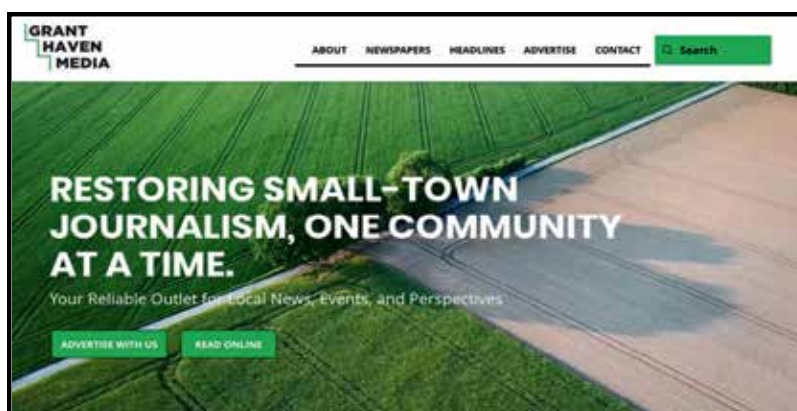 GRANT
HAVEN
MEDIA
ABOUT NEWSPAPERS HEADLINES ADVERTISE CONTACT Search
RESTORING SMALL-TOWN
JOURNALISM, ONE COMMUNITY
AT A TIME.
Your Reliable Outlet for Local News, Events, and Perspectives
ADVERTISE WITH US READ ONLINE